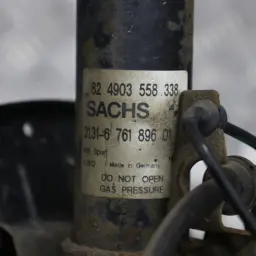 82 4903 558 338
SACHS
3131-6 761 896 01
Made in Germany
DO NOT OPEN
GAS PRESSURE